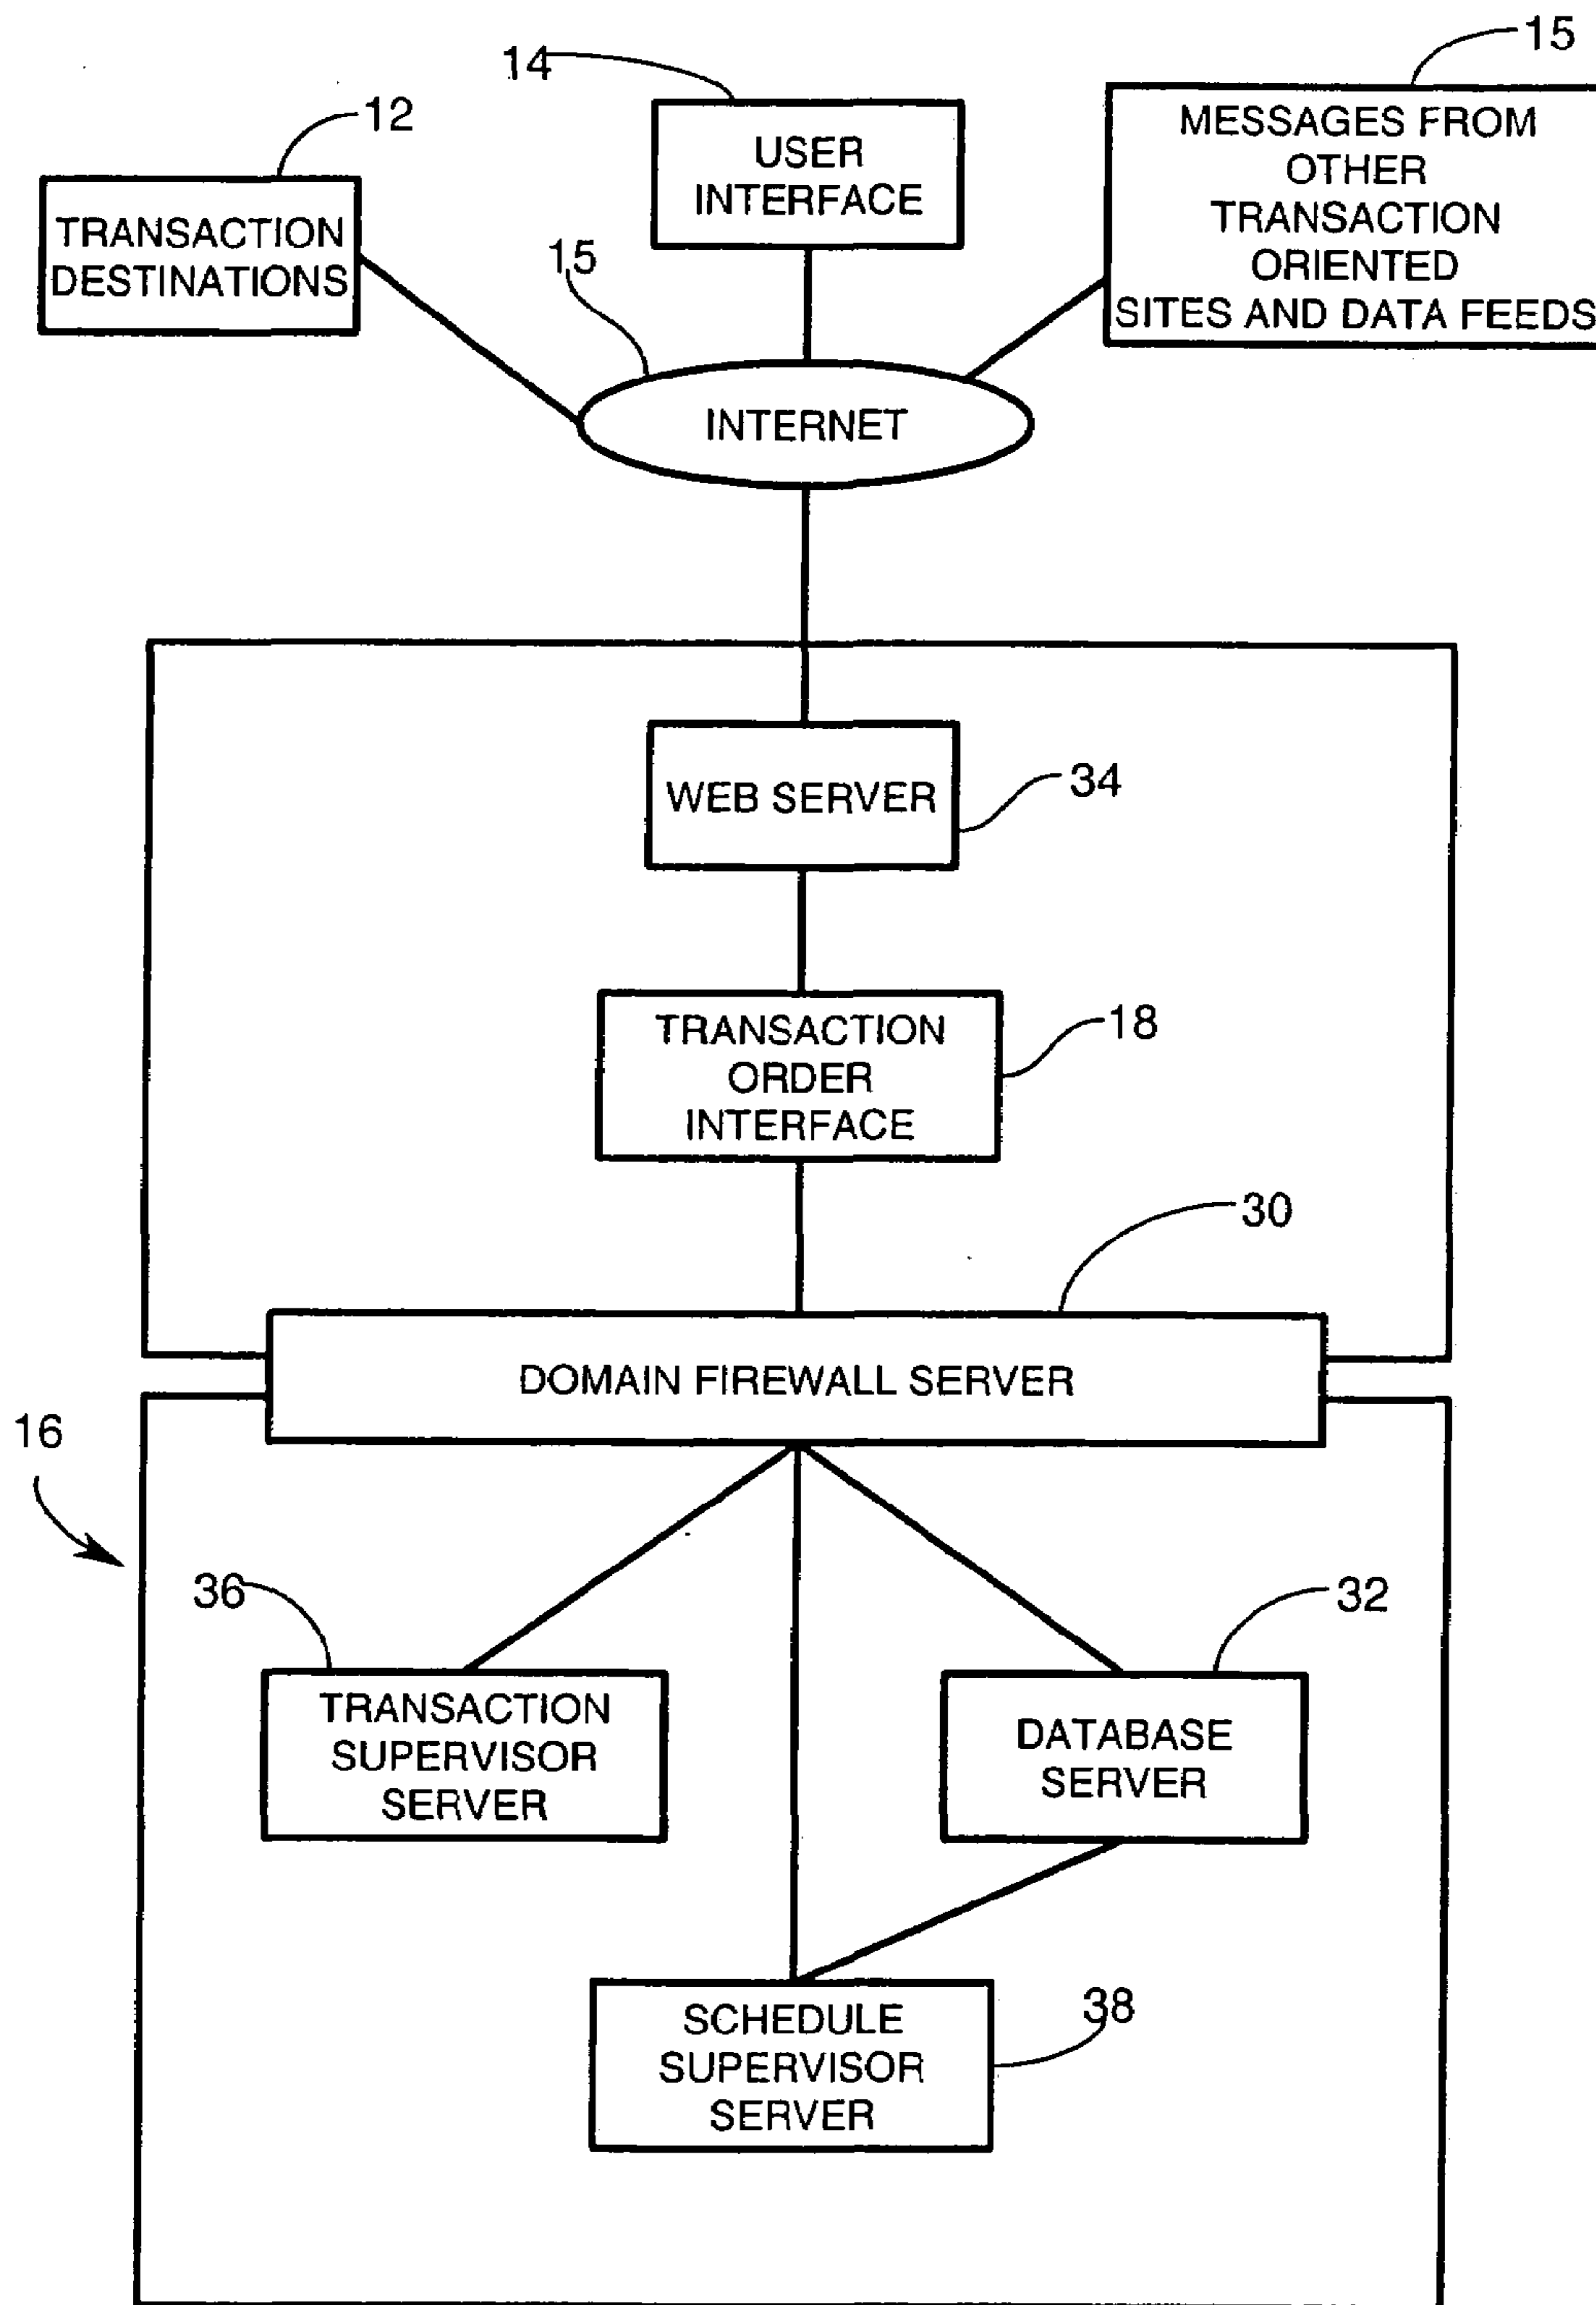 15
14
12
MESSAGES FROM
OTHER
TRANSACTION
ORIENTED
SITES AND DATA FEEDS
USER
INTERFACE
TRANSACTION
DESTINATIONS
15
INTERNET
WEB SERVER
34
TRANSACTION
ORDER
INTERFACE
18
30
DOMAIN FIREWALL SERVER
16
36
32
TRANSACTION
SUPERVISOR
SERVER
DATABASE
SERVER
SCHEDULE
SUPERVISOR
SERVER
38